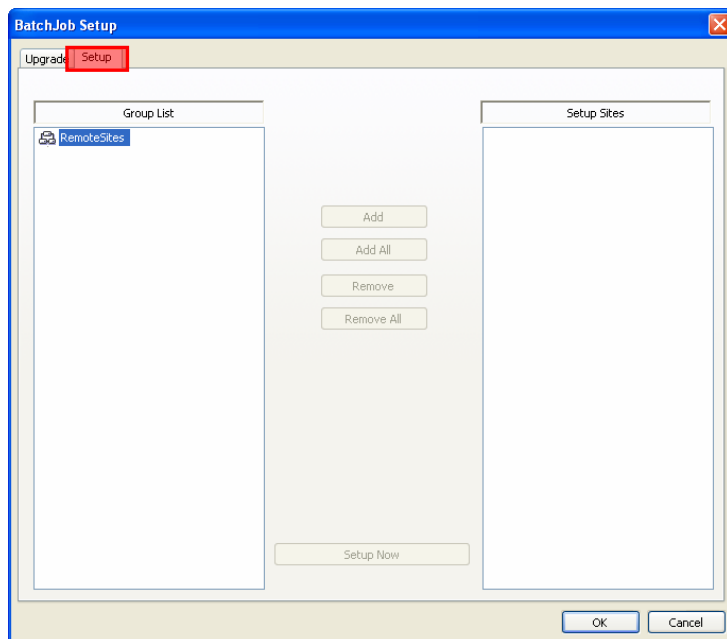 BatchJob Setup
Upgrade Setup
Group List Setup Sites
RemoteSites
Add
Add All
Remove
Remove All
Setup Now
OK Cancel